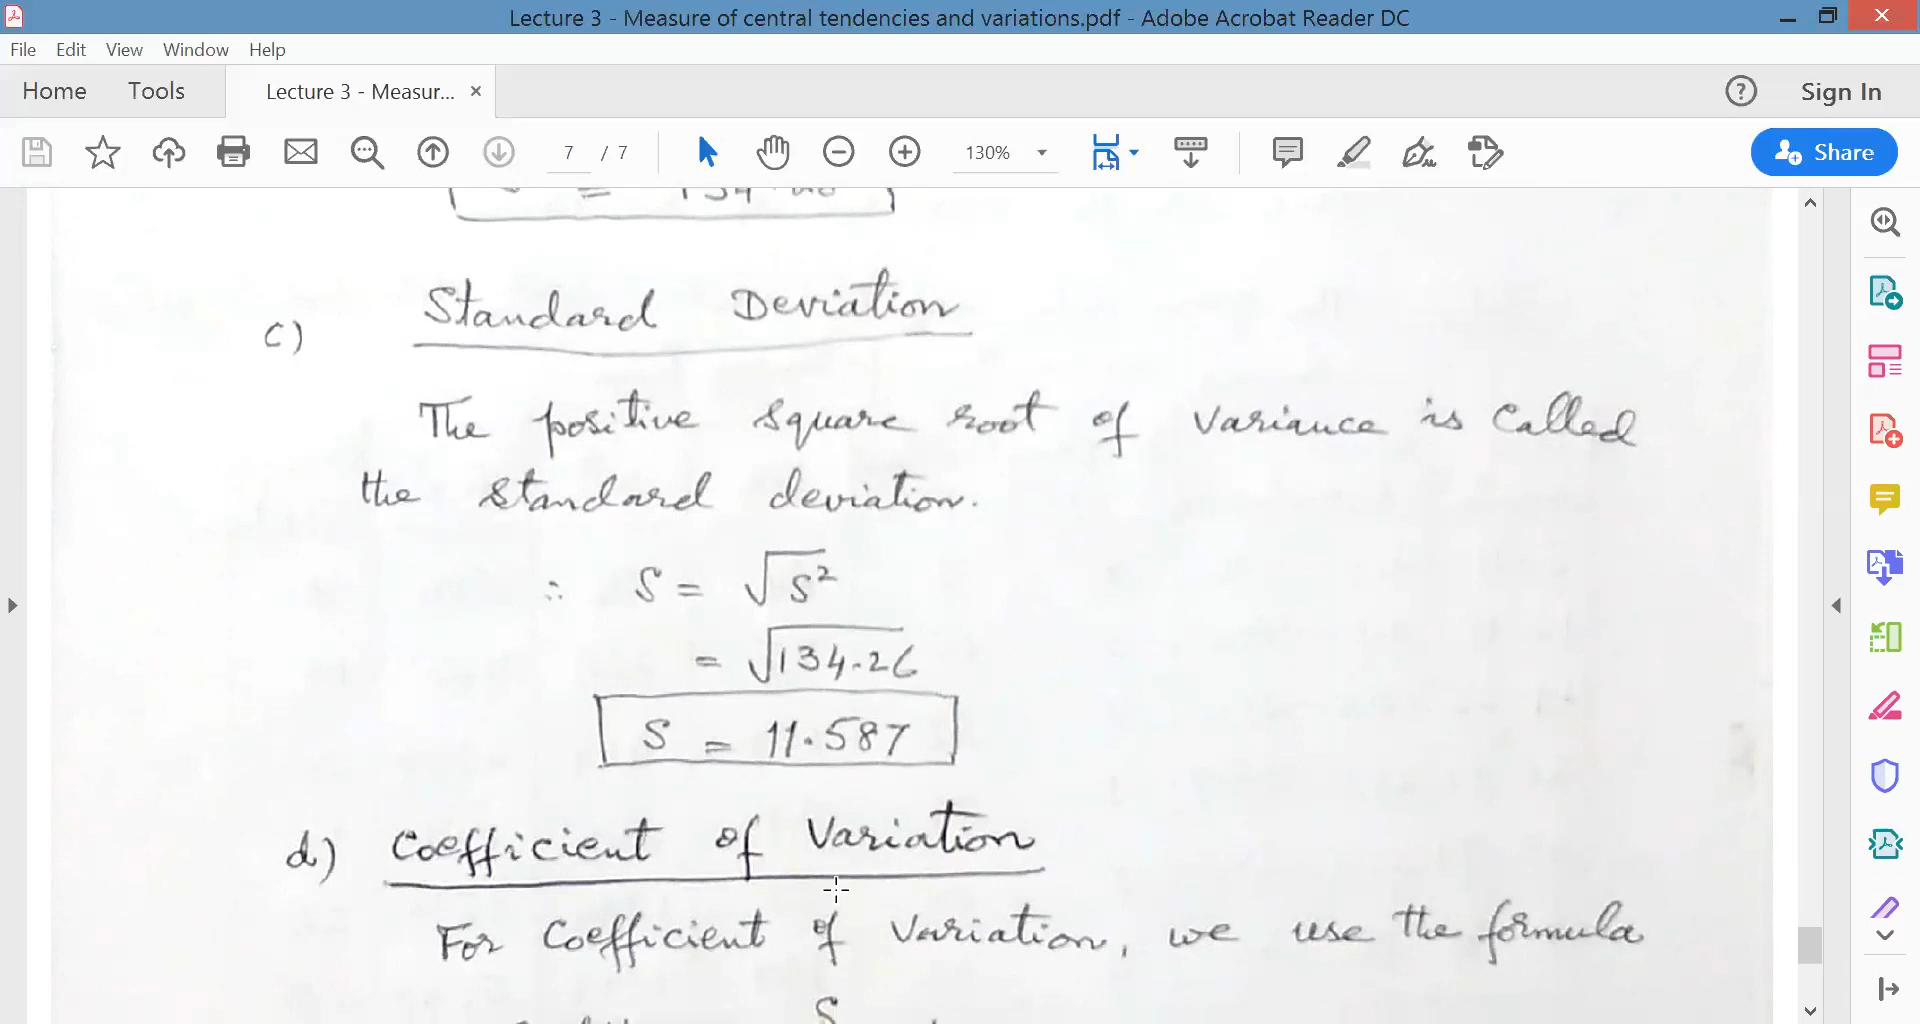 Lecture 3 - Measure of central tendencies and variations.pdf - Adobe Acrobat Reader DC
File Edit View Window Help
Home Tools Lecture 3 - Measur... × Sign In
7 / 7 130% Share
c) Standard Deviation
The positive square root of variance is called
the standard deviation.
∴ S = √S²
= √134.26
S = 11.587
d) Coefficient of Variation
For Coefficient of Variation, we use the formula
S